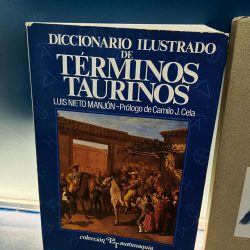 DICCIONARIO ILUSTRADO
DE
TÉRMINOS
TAURINOS
LUIS NIETO MANJÓN - Prólogo de Camilo J. Cela
colección La tauromaquia